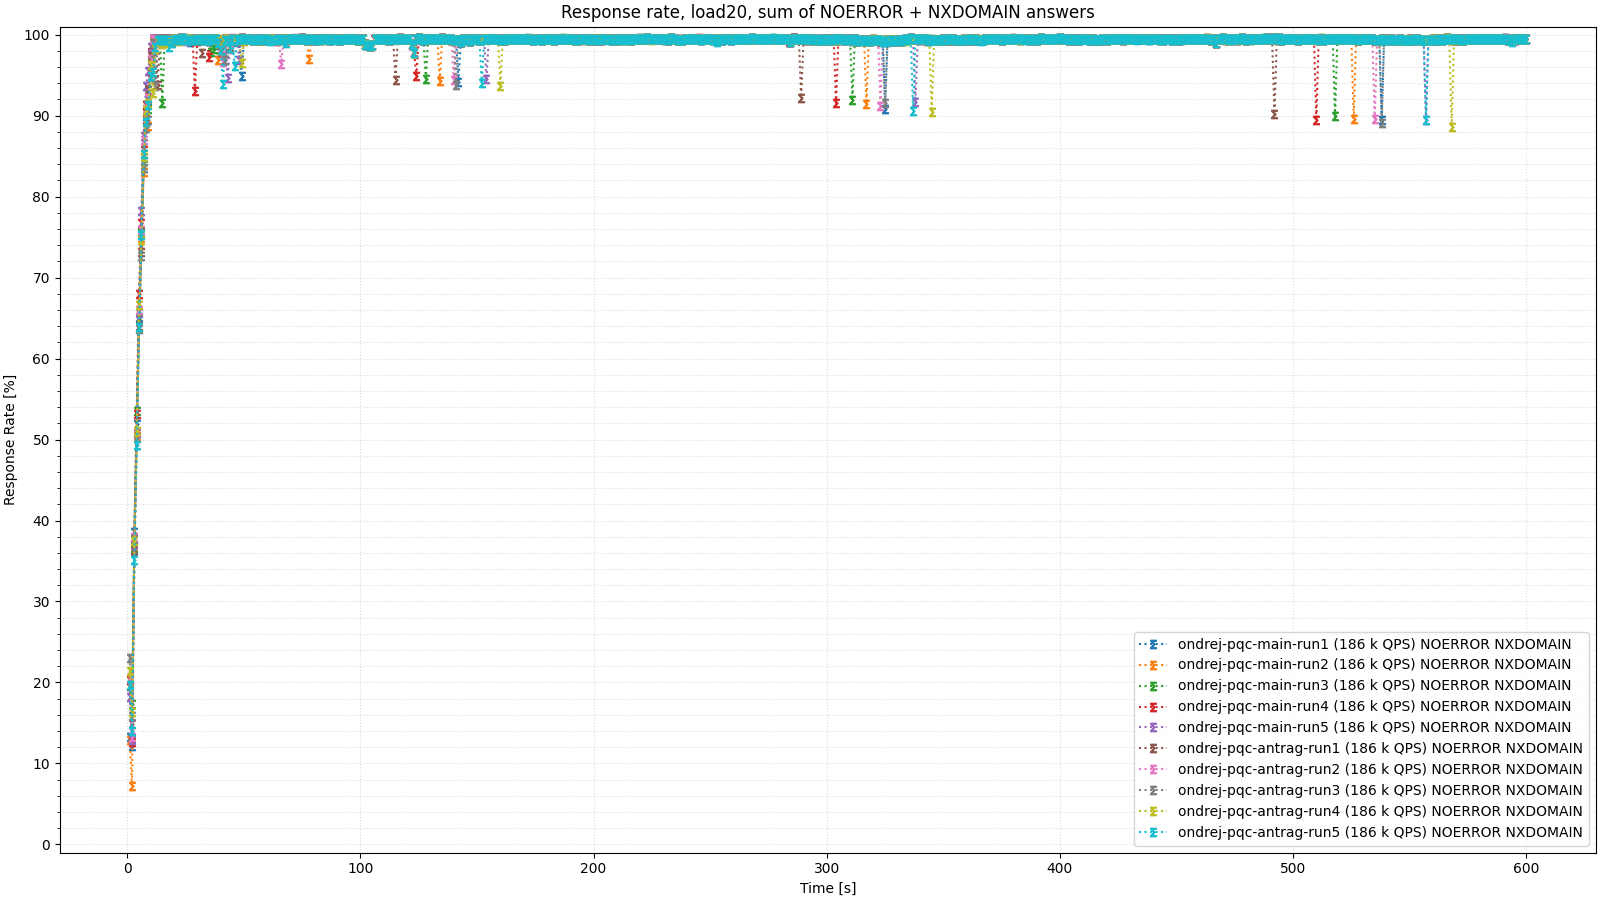 Response rate, load20, sum of NOERROR + NXDOMAIN answers
Response Rate [%]
100
90
80
70
60
50
40
30
20
10
0
ondrej-pqc-main-run1 (186 k QPS) NOERROR NXDOMAIN
ondrej-pqc-main-run2 (186 k QPS) NOERROR NXDOMAIN
ondrej-pqc-main-run3 (186 k QPS) NOERROR NXDOMAIN
ondrej-pqc-main-run4 (186 k QPS) NOERROR NXDOMAIN
ondrej-pqc-main-run5 (186 k QPS) NOERROR NXDOMAIN
ondrej-pqc-antrag-run1 (186 k QPS) NOERROR NXDOMAIN
ondrej-pqc-antrag-run2 (186 k QPS) NOERROR NXDOMAIN
ondrej-pqc-antrag-run3 (186 k QPS) NOERROR NXDOMAIN
ondrej-pqc-antrag-run4 (186 k QPS) NOERROR NXDOMAIN
ondrej-pqc-antrag-run5 (186 k QPS) NOERROR NXDOMAIN
0 100 200 300 400 500 600
Time [s]